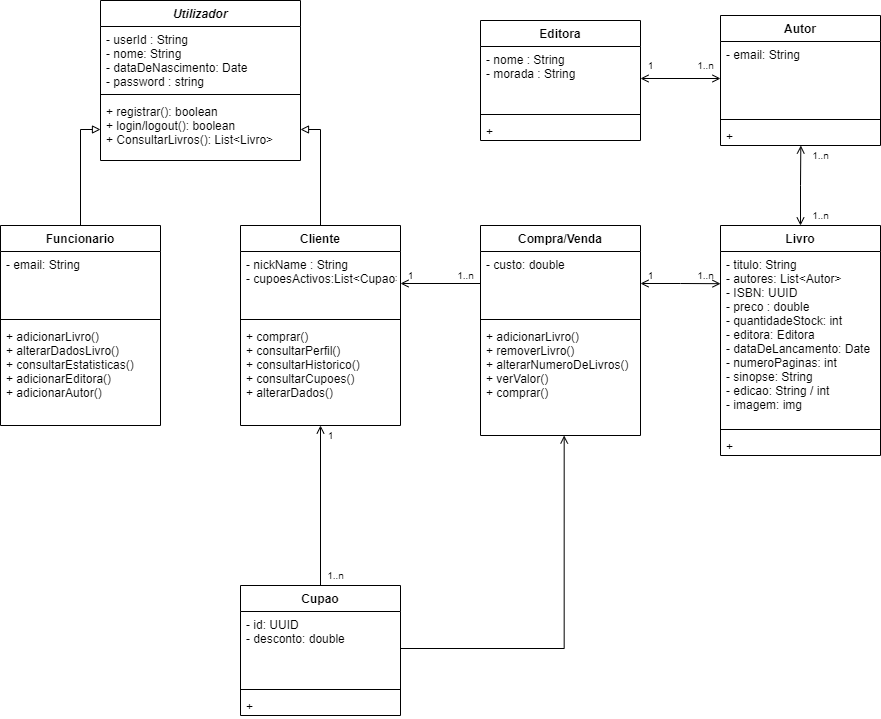 Utilizador
- userId : String
- nome: String
- dataDeNascimento: Date
- password : string
+ registrar(): boolean
+ login/logout(): boolean
+ ConsultarLivros(): List<Livro>
Editora
- nome : String
- morada : String
+
1
1..n
Autor
- email: String
+
1..n
1..n
Funcionario
- email: String
+ adicionarLivro()
+ alterarDadosLivro()
+ consultarEstatisticas()
+ adicionarEditora()
+ adicionarAutor()
Cliente
- nickName : String
- cupoesActivos:List<Cupao>
+ comprar()
+ consultarPerfil()
+ consultarHistorico()
+ consultarCupoes()
+ alterarDados()
1
1..n
Compra/Venda
- custo: double
+ adicionarLivro()
+ removerLivro()
+ alterarNumeroDeLivros()
+ verValor()
+ comprar()
1
1..n
Livro
- titulo: String
- autores: List<Autor>
- ISBN: UUID
- preco : double
- quantidadeStock: int
- editora: Editora
- dataDeLancamento: Date
- numeroPaginas: int
- sinopse: String
- edicao: String / int
- imagem: img
+
1
1..n
Cupao
- id: UUID
- desconto: double
+